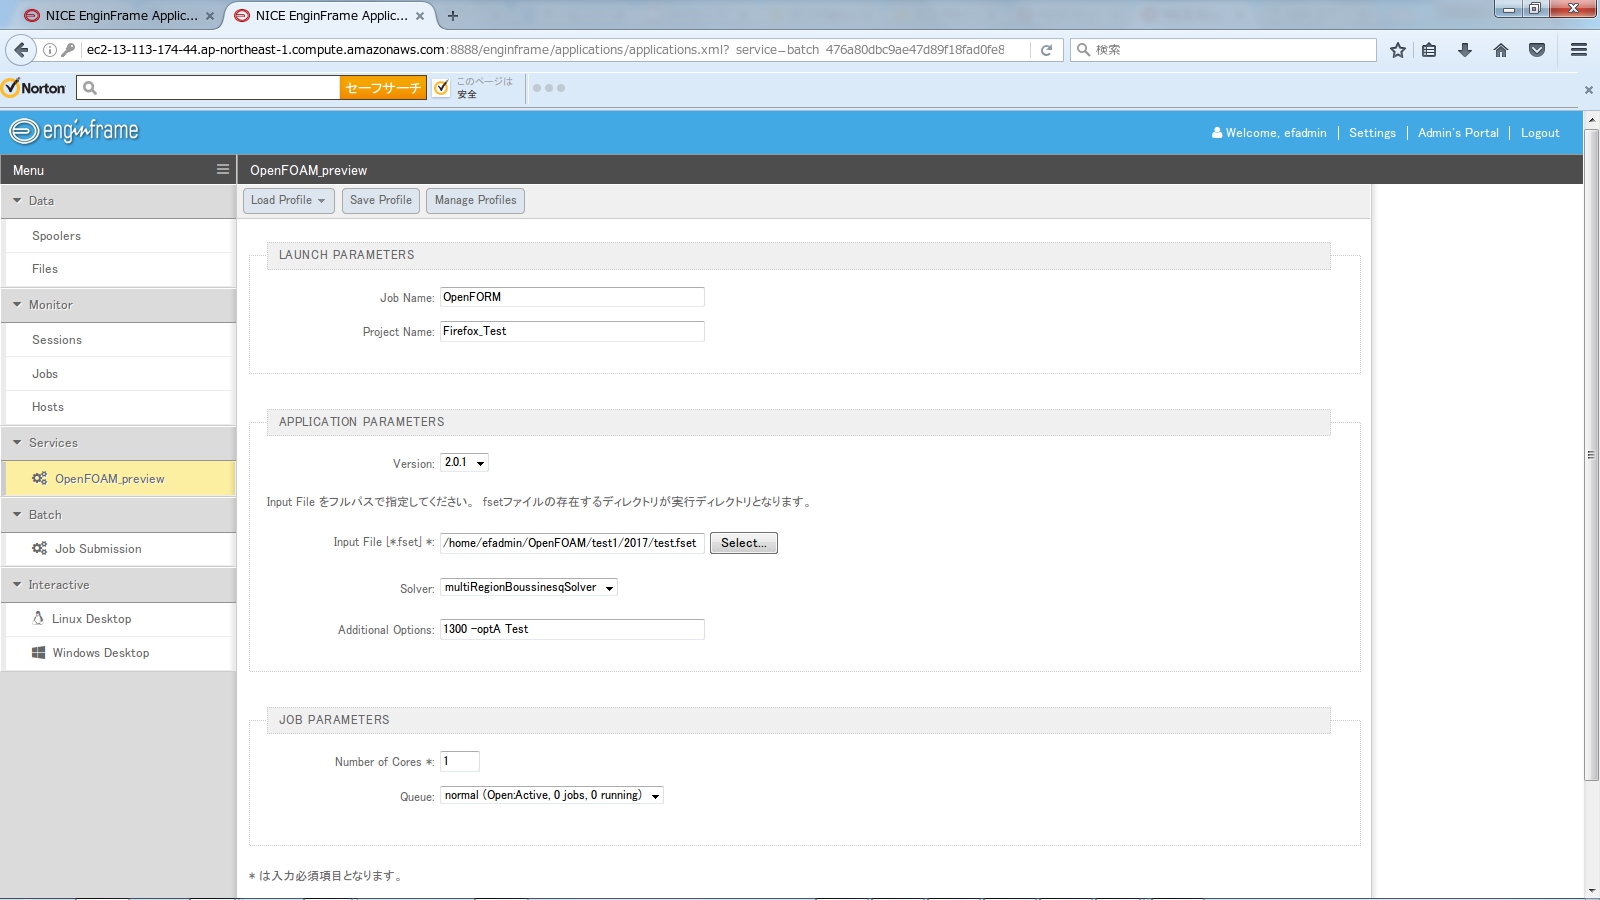 NICE EnginFrame Applic...
NICE EnginFrame Applic...
ec2-13-113-174-44.ap-northeast-1.compute.amazonaws.com:8888/enginframe/applications/applications.xml?_service=batch_476a80dbc9ae47d89f18fad0fe8
検索
Norton
セーフサーチ
このページは
安全
enginframe
Welcome, efadmin
Settings
Admin's Portal
Logout
Menu
OpenFOAM_preview
Data
Load Profile
Save Profile
Manage Profiles
Spoolers
Files
Monitor
Sessions
Jobs
Hosts
Services
OpenFOAM_preview
Batch
Job Submission
Interactive
Linux Desktop
Windows Desktop
LAUNCH PARAMETERS
Job Name: OpenFORM
Project Name: Firefox_Test
APPLICATION PARAMETERS
Version: 2.0.1
Input File をフルパスで指定してください。 fsetファイルの存在するディレクトリが実行ディレクトリとなります。
Input File [*.fset] *: /home/efadmin/OpenFOAM/test1/2017/test.fset Select...
Solver: multiRegionBoussinesqSolver
Additional Options: 1300 -optA Test
JOB PARAMETERS
Number of Cores *: 1
Queue: normal (Open:Active, 0 jobs, 0 running)
* は入力必須項目となります。